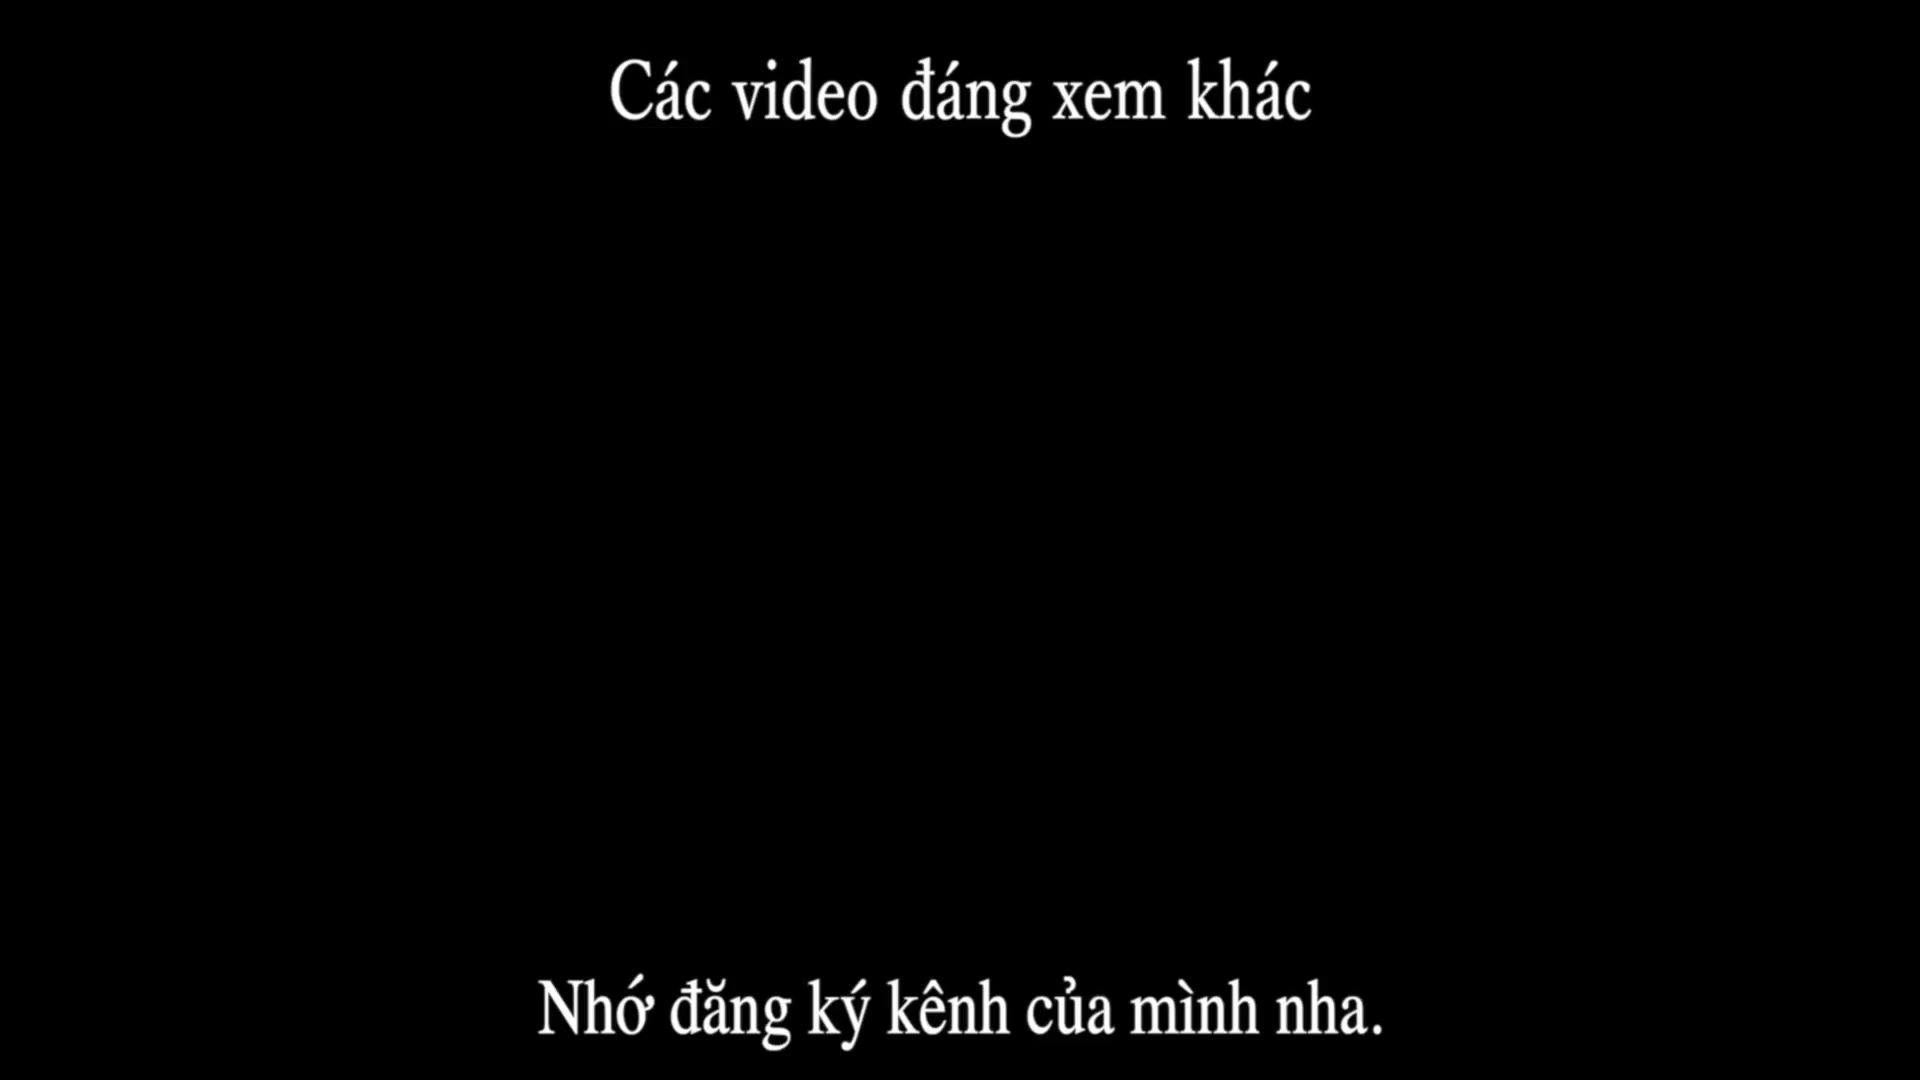 Các video đáng xem khác
Nhớ đăng ký kênh của mình nha.